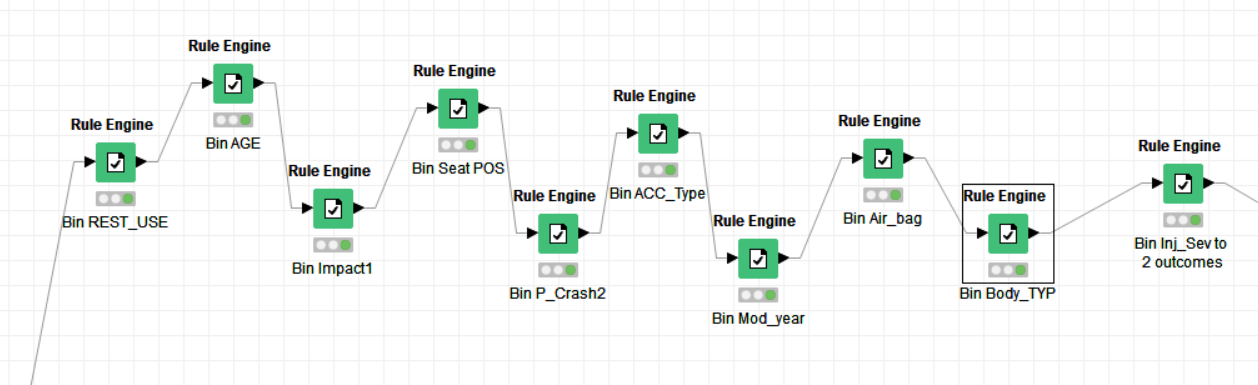 Rule Engine
Bin REST_USE
Rule Engine
Bin AGE
Rule Engine
Bin Impact1
Rule Engine
Bin Seat POS
Rule Engine
Bin P_Crash2
Rule Engine
Bin ACC_Type
Rule Engine
Bin Mod_year
Rule Engine
Bin Air_bag
Rule Engine
Bin Body_TYP
Rule Engine
Bin Inj_Sev to
2 outcomes